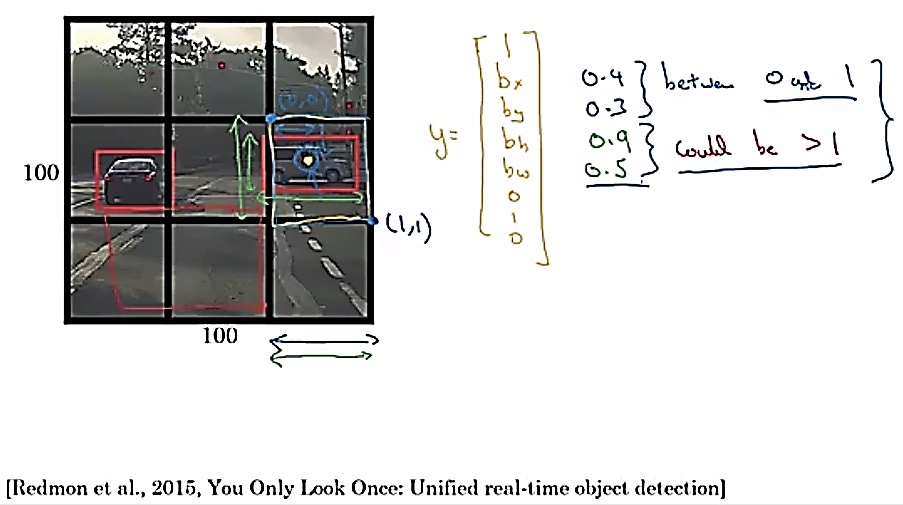 (0,0)
100
(1,1)
100
y=
1
bx
by
bh
bw
0
1
0
0.4
0.3
between 0 and 1
0.9
0.5
could be >1
[Redmon et al., 2015, You Only Look Once: Unified real-time object detection]